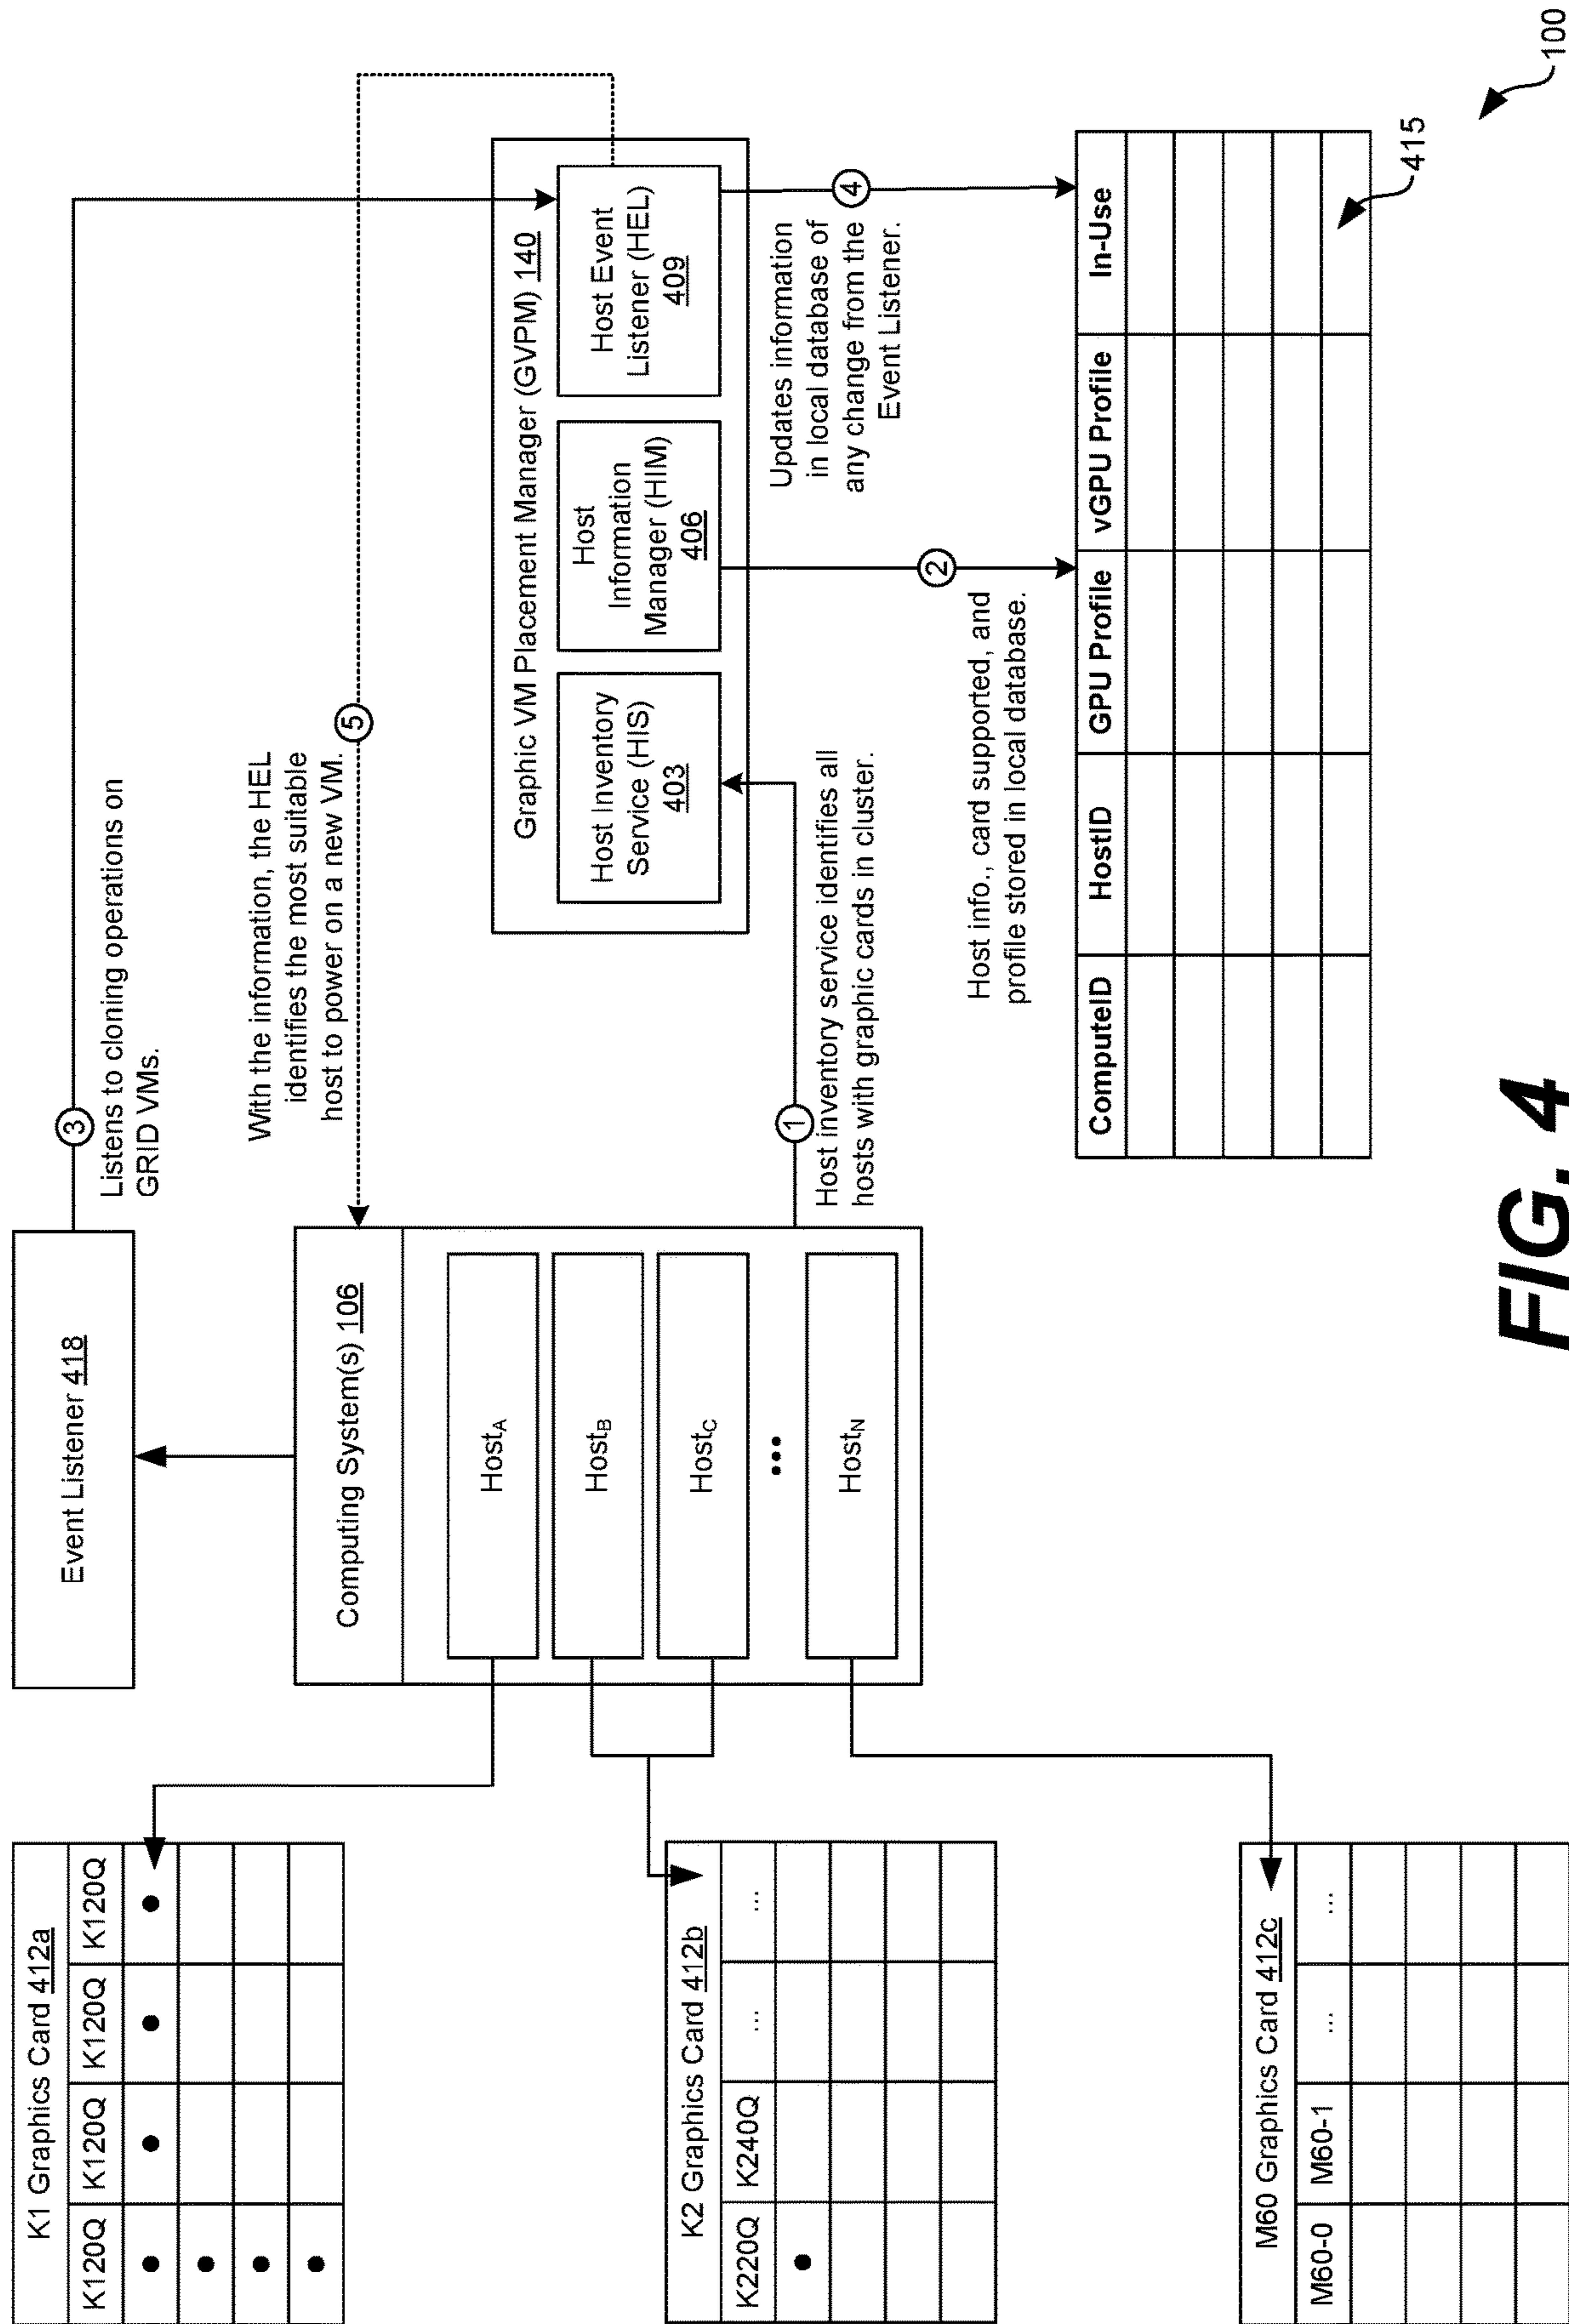 K1 Graphics Card 412a
K120Q K120Q K120Q K120Q
K2 Graphics Card 412b
K220Q K240Q ... ...
M60 Graphics Card 412c
M60-0 M60-1 ... ...
Event Listener 418
Computing System(s) 106
HostA
HostB
HostC
•••
HostN
3
Listens to cloning operations on
GRID VMs.
With the information, the HEL
identifies the most suitable
host to power on a new VM.
5
Graphic VM Placement Manager (GVPM) 140
Host Inventory
Service (HIS)
403
Host
Information
Manager (HIM)
406
Host Event
Listener (HEL)
409
1
Host inventory service identifies all
hosts with graphic cards in cluster.
2
Host info., card supported, and
profile stored in local database.
4
Updates information
in local database of
any change from the
Event Listener.
ComputeID HostID GPU Profile vGPU Profile In-Use
415
100
FIG. 4